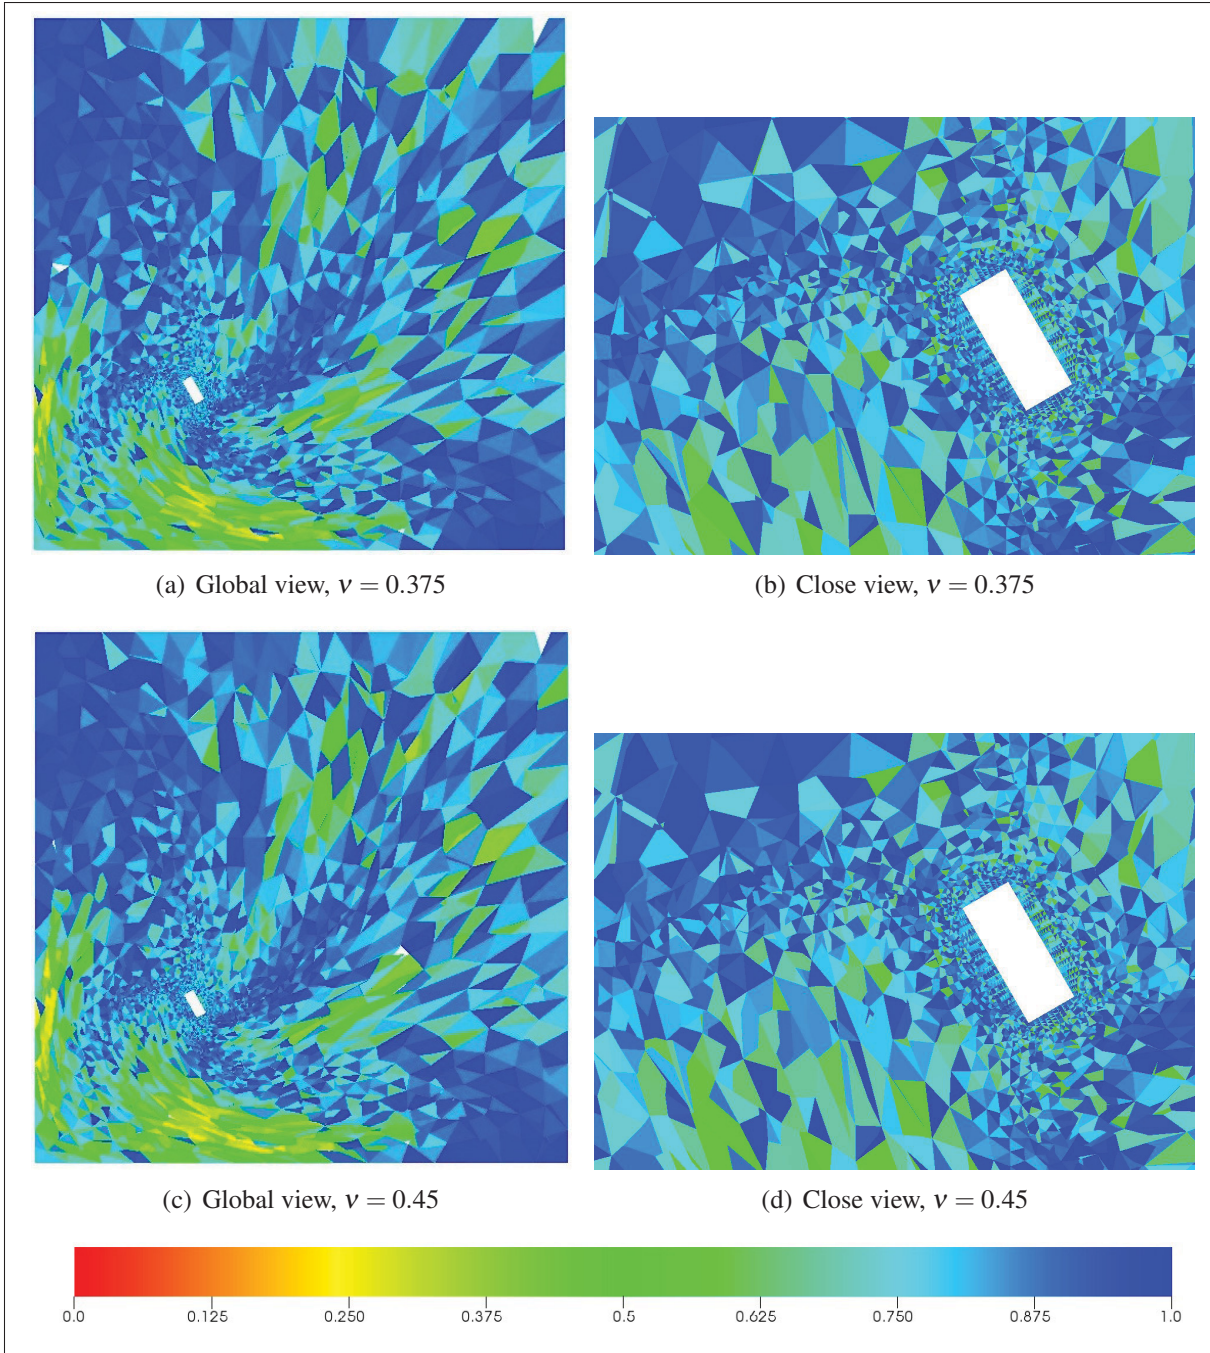 (a) Global view, ν = 0.375
(b) Close view, ν = 0.375
(c) Global view, ν = 0.45
(d) Close view, ν = 0.45
0.0 0.125 0.250 0.375 0.5 0.625 0.750 0.875 1.0